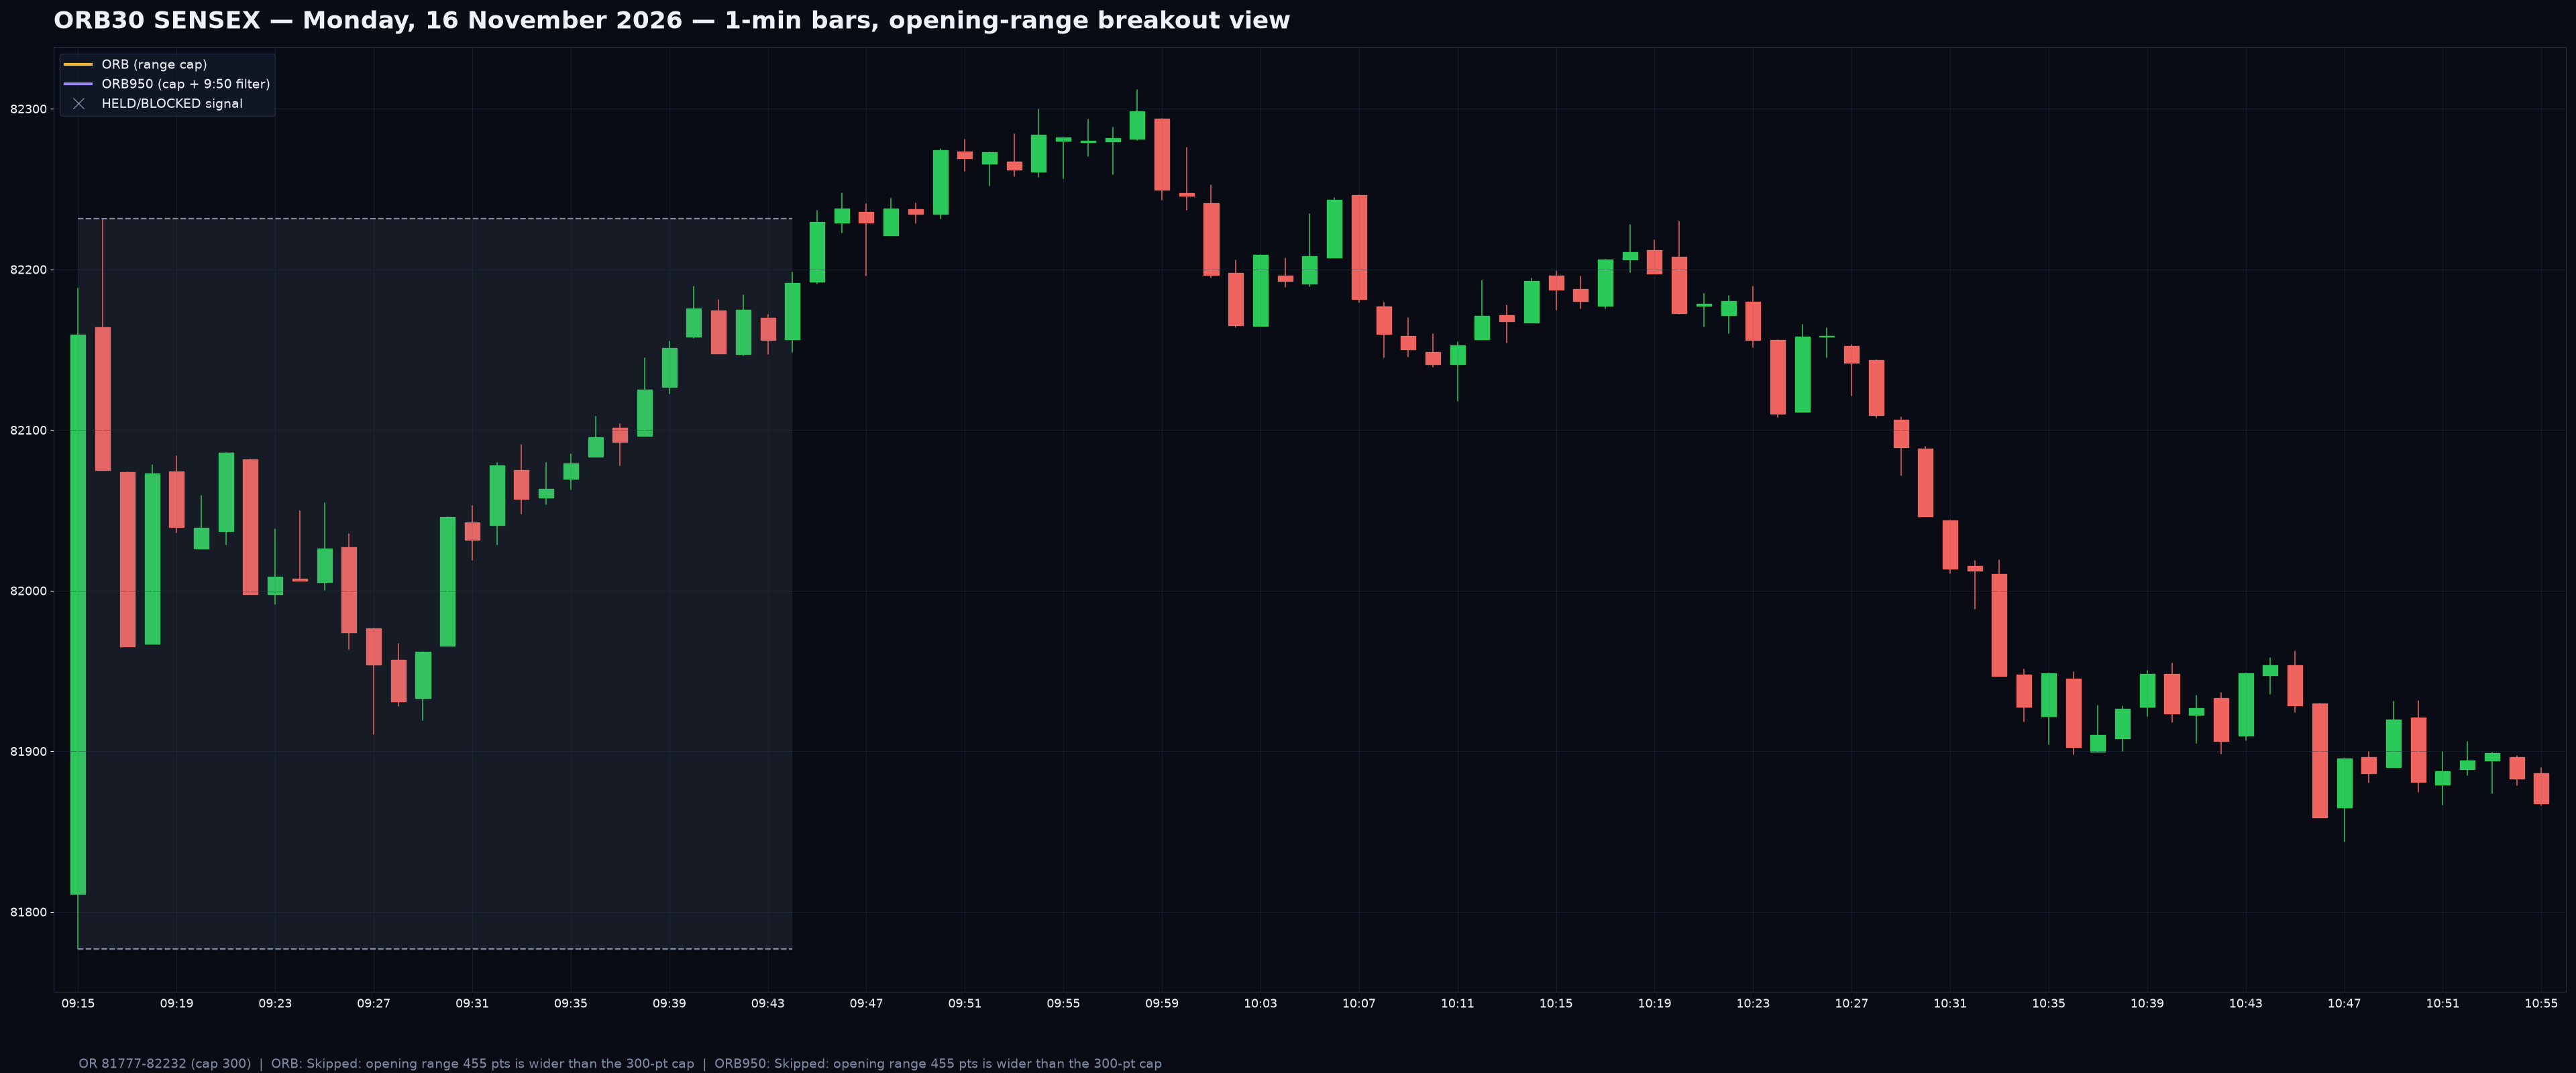 ORB30 SENSEX — Monday, 16 November 2026 — 1-min bars, opening-range breakout view
ORB (range cap)
ORB950 (cap + 9:50 filter)
HELD/BLOCKED signal
82300
82200
82100
82000
81900
81800
09:15 09:19 09:23 09:27 09:31 09:35 09:39 09:43 09:47 09:51 09:55 09:59 10:03 10:07 10:11 10:15 10:19 10:23 10:27 10:31 10:35 10:39 10:43 10:47 10:51 10:55
OR 81777-82232 (cap 300) | ORB: Skipped: opening range 455 pts is wider than the 300-pt cap | ORB950: Skipped: opening range 455 pts is wider than the 300-pt cap